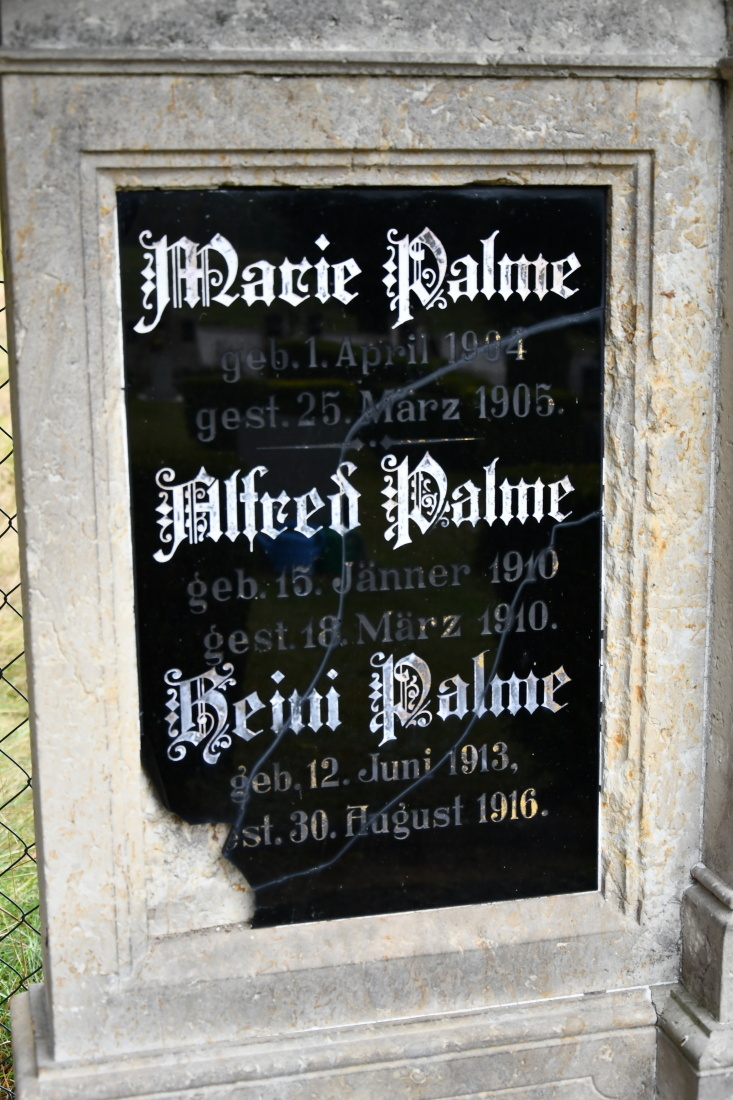 Marie Palme
geb. 1. April 1904
gest. 25. März 1905.
Alfred Palme
geb. 15. Jänner 1910
gest. 18. März 1910.
Heini Palme
geb. 12. Juni 1913,
est. 30. August 1916.